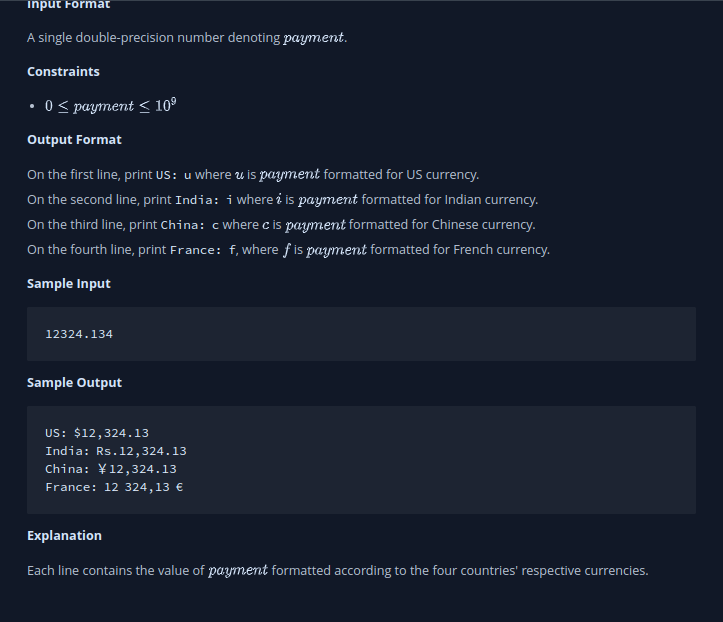 Input Format
A single double-precision number denoting payment.
Constraints
• 0 ≤ payment ≤ 10⁹
Output Format
On the first line, print US: u where u is payment formatted for US currency.
On the second line, print India: i where i is payment formatted for Indian currency.
On the third line, print China: c where c is payment formatted for Chinese currency.
On the fourth line, print France: f, where f is payment formatted for French currency.
Sample Input
12324.134
Sample Output
US: $12,324.13
India: Rs.12,324.13
China: ¥12,324.13
France: 12 324,13 €
Explanation
Each line contains the value of payment formatted according to the four countries' respective currencies.